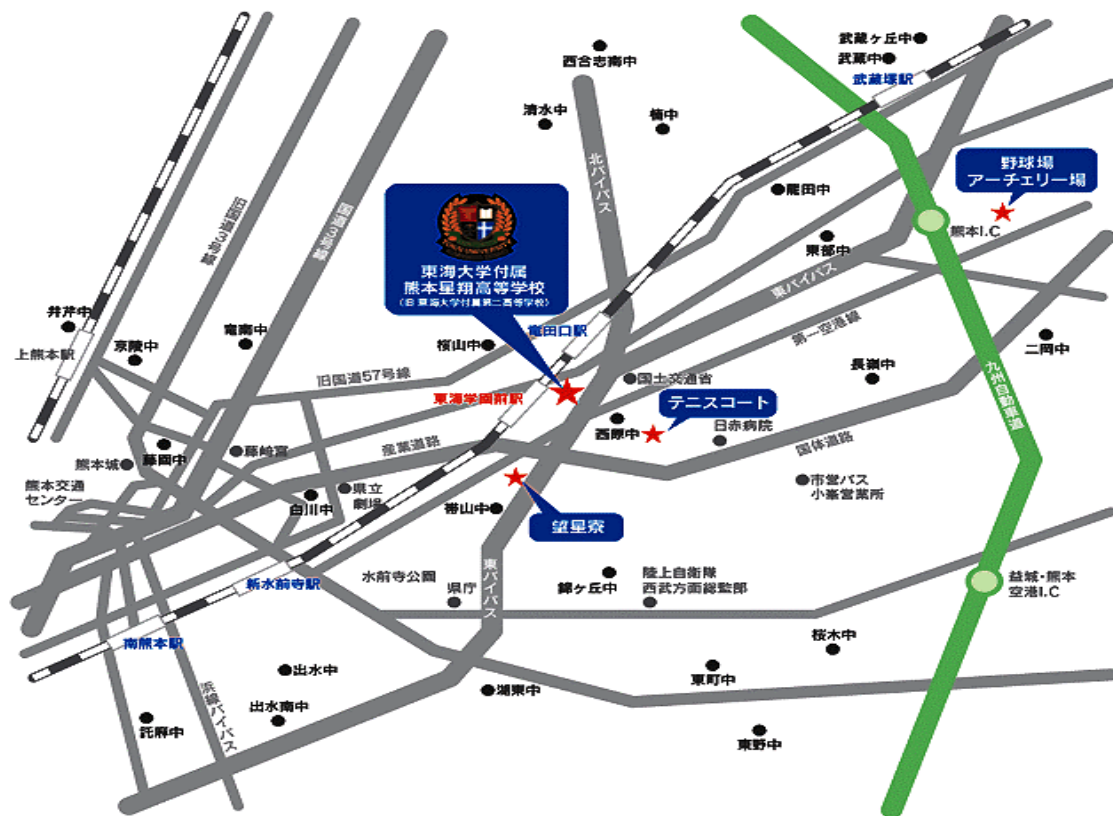 武蔵ヶ丘中
武蔵中
武蔵塚駅
西合志南中
清水中
楠中
北バイパス
龍田中
野球場
アーチェリー場
熊本I.C
東部中
東バイパス
第一空港線
旧国道3号線
国道3号線
東海大学付属
熊本星翔高等学校
(旧 東海大学付属第二高等学校)
井芹中
上熊本駅
京陵中
竜南中
桜山中
竜田口駅
旧国道57号線
東海学園前駅
国土交通省
テニスコート
西原中
日赤病院
長嶺中
二岡中
九州自動車道
国体道路
産業道路
藤崎宮
藤園中
熊本城
熊本交通
センター
県立
劇場
白川中
帯山中
望星寮
市営バス
小峯営業所
新水前寺駅
水前寺公園
県庁
東バイパス
錦ヶ丘中
陸上自衛隊
西武方面総監部
益城・熊本
空港I.C
南熊本駅
桜木中
出水中
東町中
湖東中
浜線バイパス
出水南中
託麻中
東野中